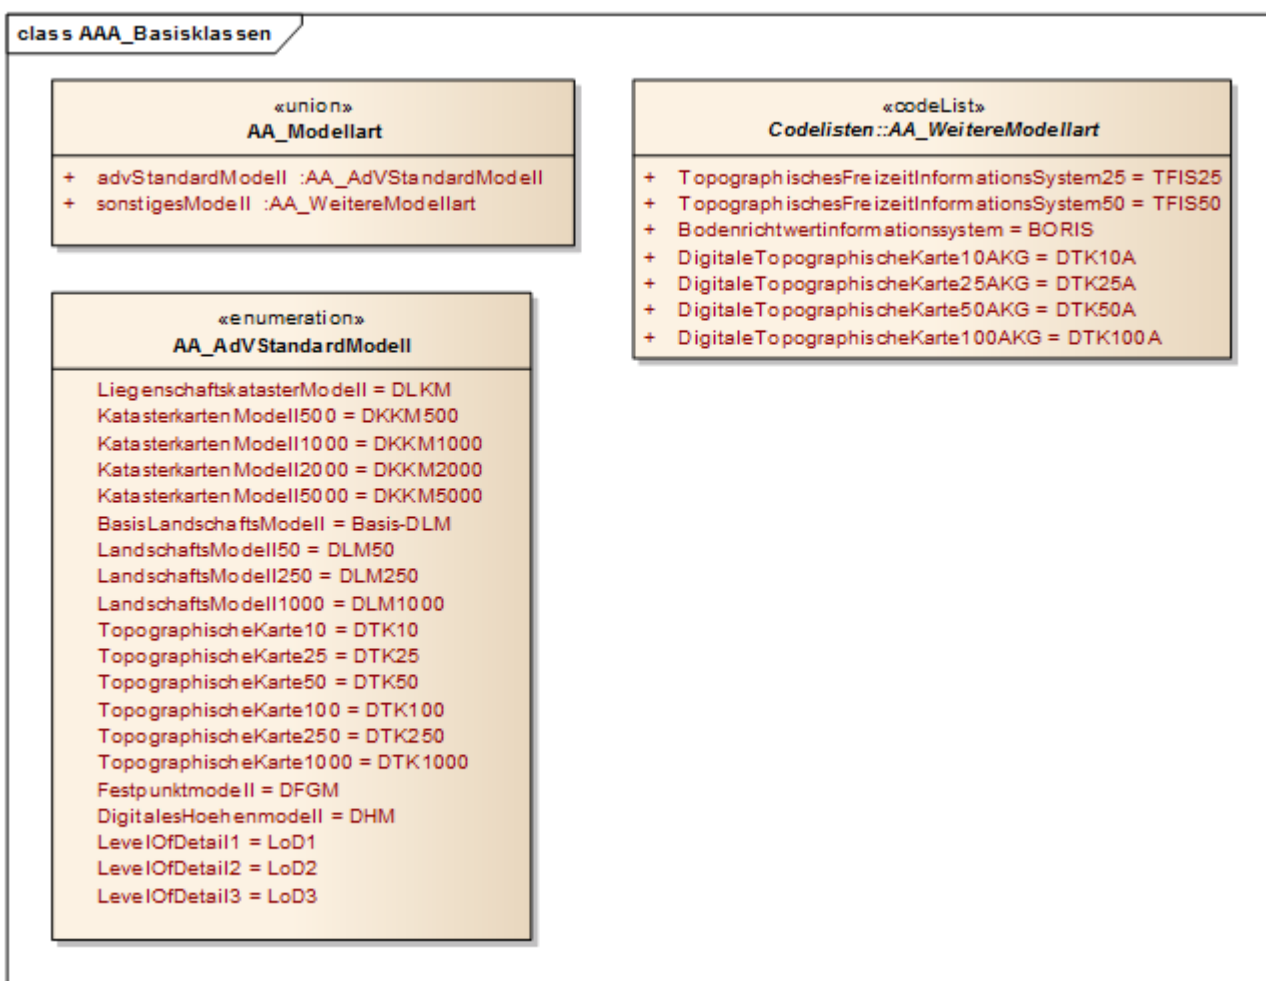 class AAA_Basisklassen
«union»
AA_Modellart
+ advStandardModell :AA_AdVStandardModell
+ sonstigesModell :AA_WeitereModellart
«codeList»
Codelisten::AA_WeitereModellart
+ TopographischesFreizeitInformationsSystem25 = TFIS25
+ TopographischesFreizeitInformationsSystem50 = TFIS50
+ Bodenrichtwertinformationssystem = BORIS
+ DigitaleTopographischeKarte10AKG = DTK10A
+ DigitaleTopographischeKarte25AKG = DTK25A
+ DigitaleTopographischeKarte50AKG = DTK50A
+ DigitaleTopographischeKarte100AKG = DTK100A
«enumeration»
AA_AdVStandardModell
LiegenschaftskatasterModell = DLKM
KatasterkartenModell500 = DKKM500
KatasterkartenModell1000 = DKKM1000
KatasterkartenModell2000 = DKKM2000
KatasterkartenModell5000 = DKKM5000
BasisLandschaftsModell = Basis-DLM
LandschaftsModell50 = DLM50
LandschaftsModell250 = DLM250
LandschaftsModell1000 = DLM1000
TopographischeKarte10 = DTK10
TopographischeKarte25 = DTK25
TopographischeKarte50 = DTK50
TopographischeKarte100 = DTK100
TopographischeKarte250 = DTK250
TopographischeKarte1000 = DTK1000
Festpunktmodell = DFGM
DigitalesHoehenmodell = DHM
LevelOfDetail1 = LoD1
LevelOfDetail2 = LoD2
LevelOfDetail3 = LoD3